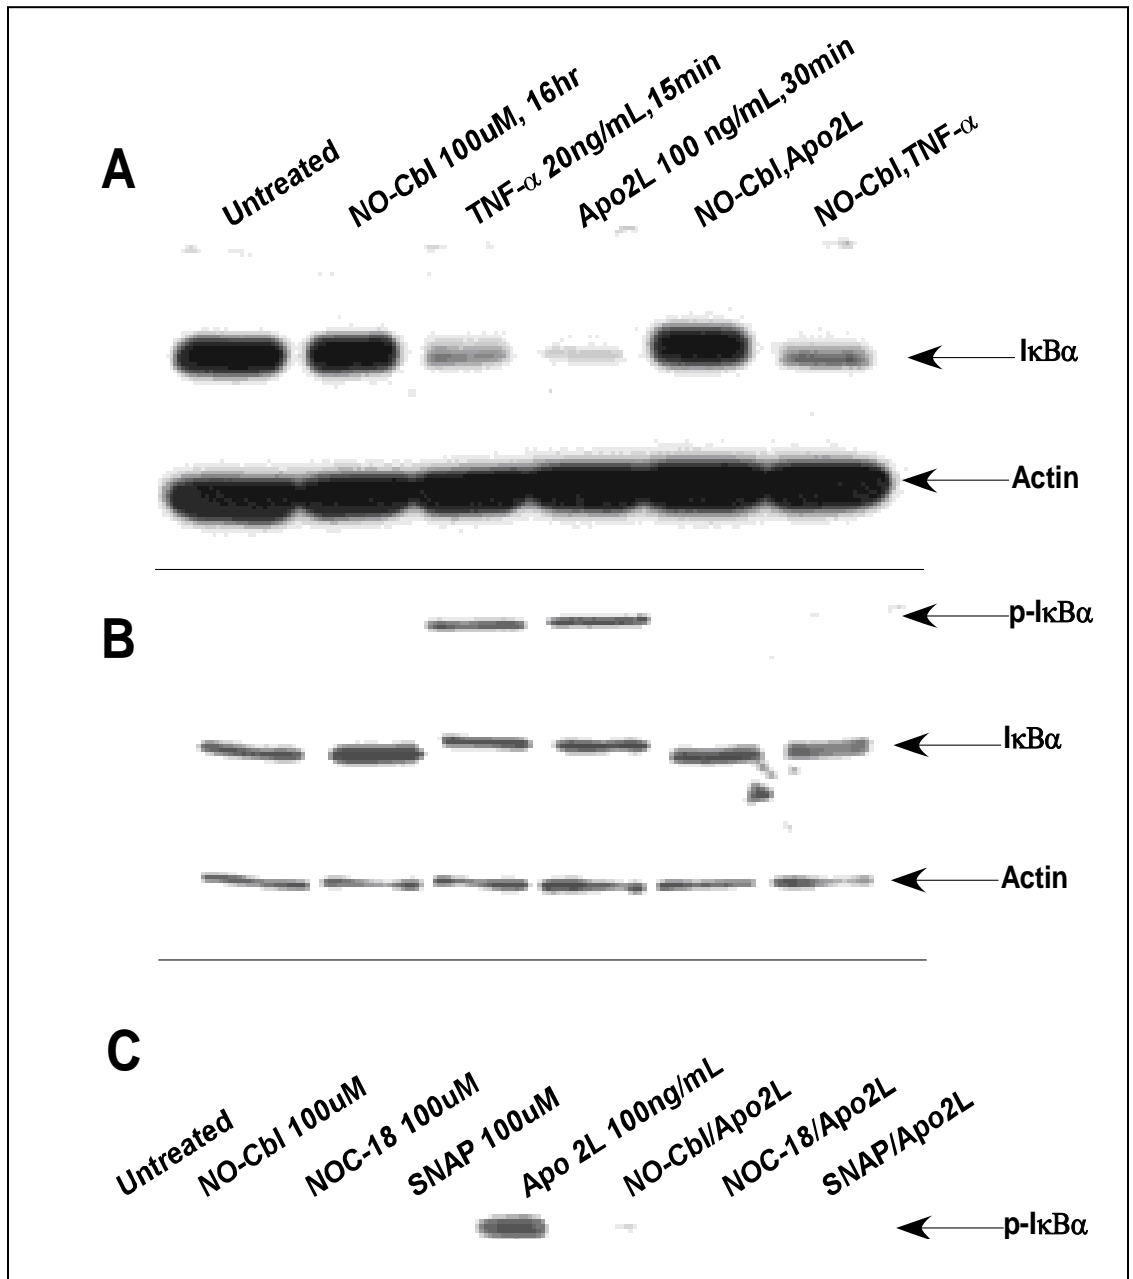 A
Untreated
NO-Cbl 100uM, 16hr
TNF-α 20ng/mL,15min
Apo2L 100 ng/mL,30min
NO-Cbl,Apo2L
NO-Cbl,TNF-α
IκBα
Actin
B
p-IκBα
IκBα
Actin
C
Untreated
NO-Cbl 100uM
NOC-18 100uM
SNAP 100uM
Apo 2L 100ng/mL
NO-Cbl/Apo2L
NOC-18/Apo2L
SNAP/Apo2L
p-IκBα